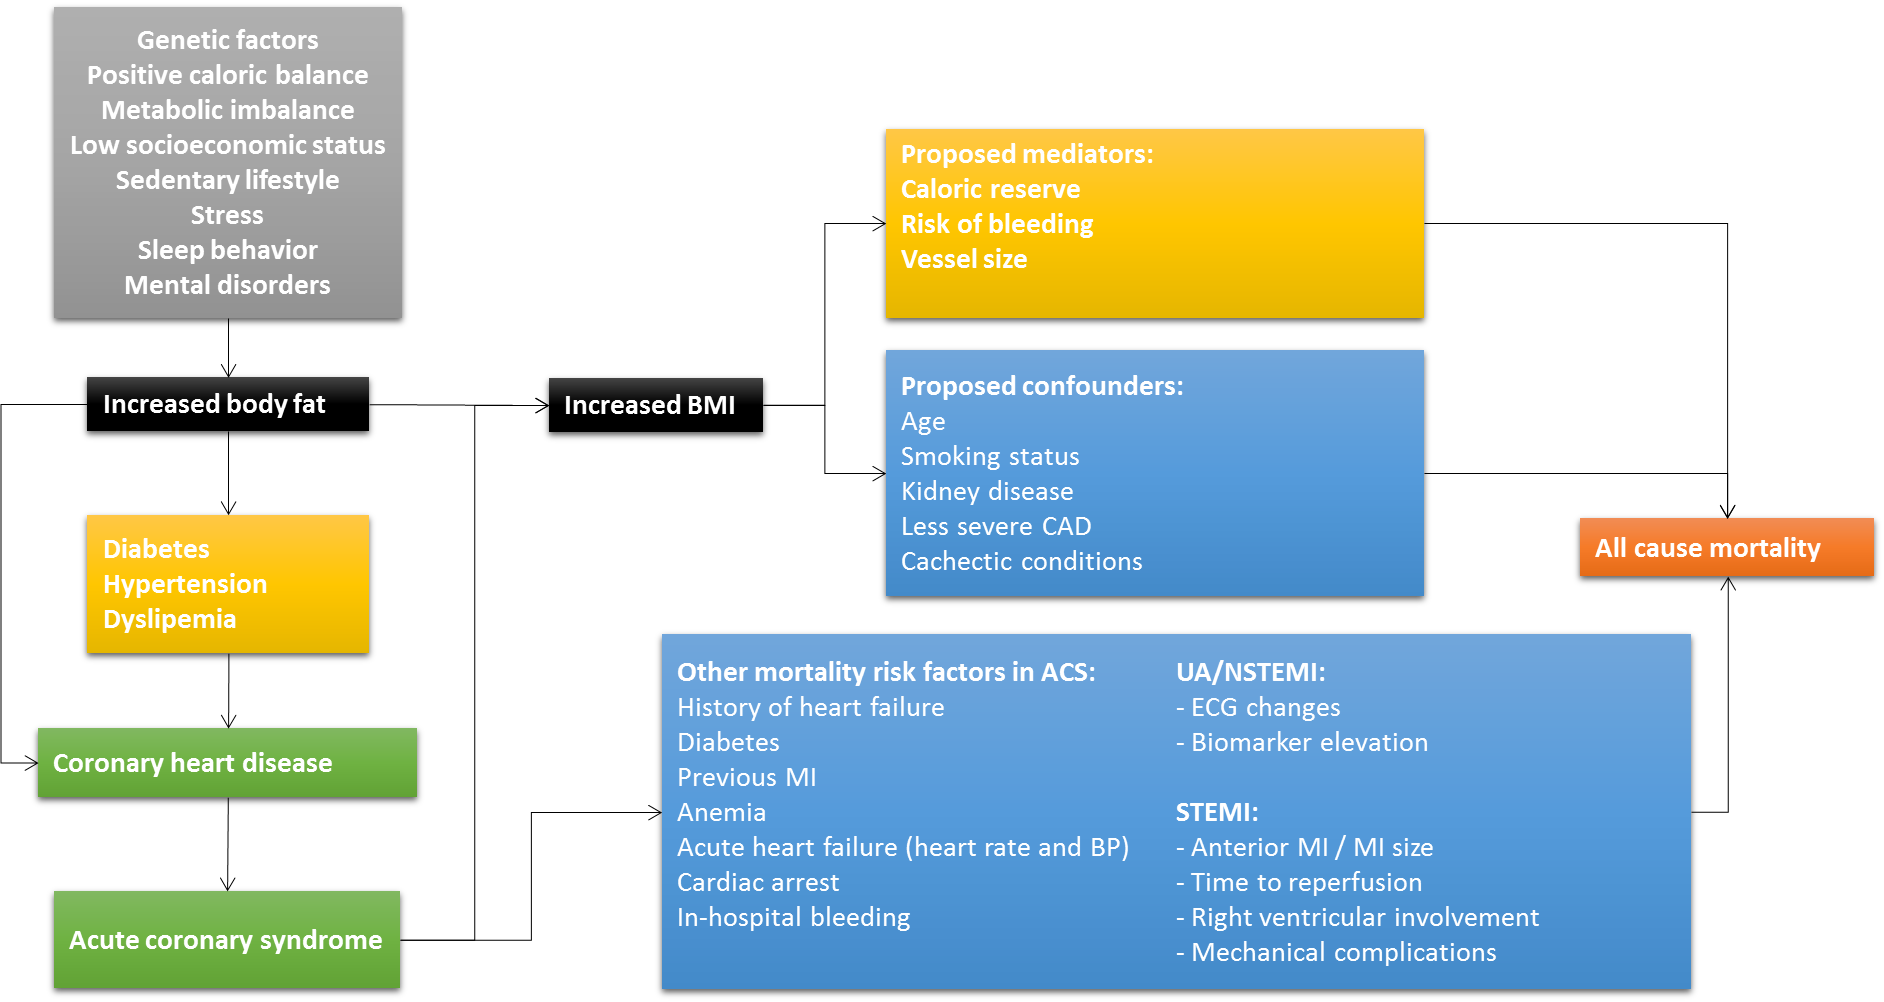 Genetic factors
Positive caloric balance
Metabolic imbalance
Low socioeconomic status
Sedentary lifestyle
Stress
Sleep behavior
Mental disorders
Increased body fat
Diabetes
Hypertension
Dyslipemia
Coronary heart disease
Acute coronary syndrome
Increased BMI
Proposed mediators:
Caloric reserve
Risk of bleeding
Vessel size
Proposed confounders:
Age
Smoking status
Kidney disease
Less severe CAD
Cachectic conditions
Other mortality risk factors in ACS:
History of heart failure
Diabetes
Previous MI
Anemia
Acute heart failure (heart rate and BP)
Cardiac arrest
In-hospital bleeding
UA/NSTEMI:
- ECG changes
- Biomarker elevation
STEMI:
- Anterior MI / MI size
- Time to reperfusion
- Right ventricular involvement
- Mechanical complications
All cause mortality